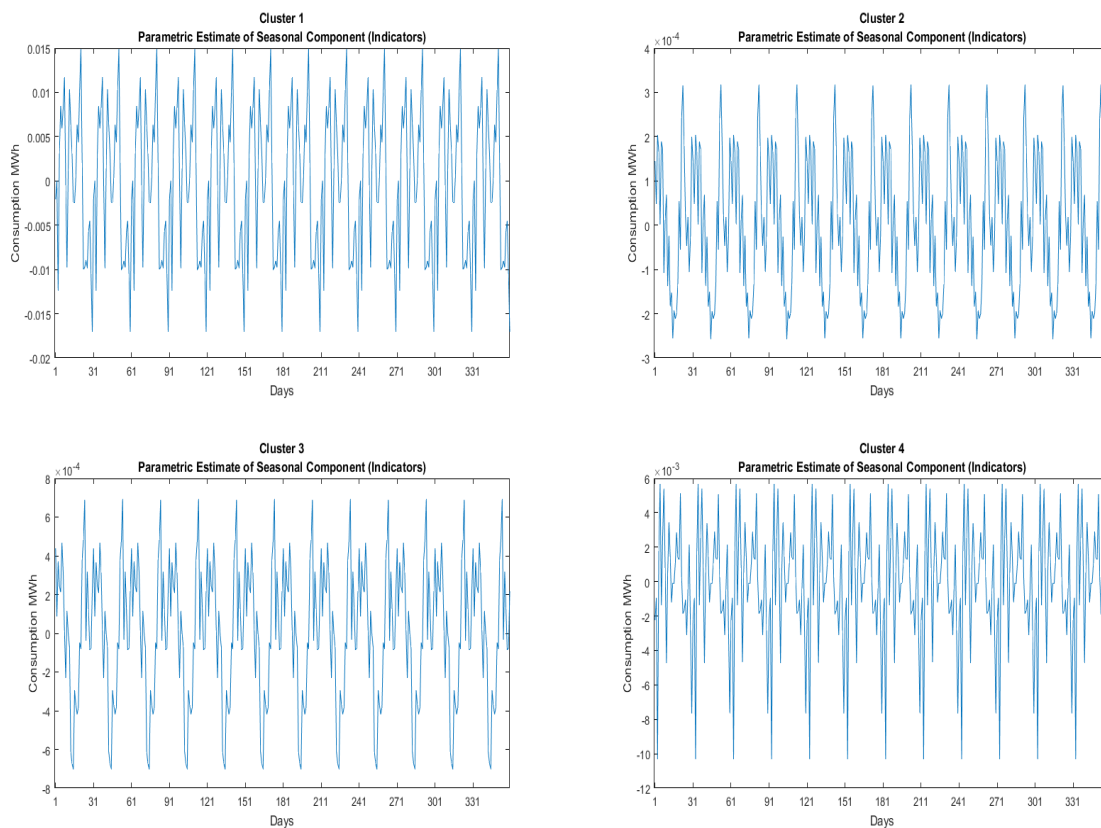 Cluster 1
Parametric Estimate of Seasonal Component (Indicators)
0.015
0.01
0.005
0
-0.005
-0.01
-0.015
-0.02
Consumption MWh
1 31 61 91 121 151 181 211 241 271 301 331
Days
Cluster 2
Parametric Estimate of Seasonal Component (Indicators)
×10-4
4
3
2
1
0
-1
-2
-3
Consumption MWh
1 31 61 91 121 151 181 211 241 271 301 331
Days
Cluster 3
Parametric Estimate of Seasonal Component (Indicators)
×10-4
8
6
4
2
0
-2
-4
-6
-8
Consumption MWh
1 31 61 91 121 151 181 211 241 271 301 331
Days
Cluster 4
Parametric Estimate of Seasonal Component (Indicators)
×10-3
6
4
2
0
-2
-4
-6
-8
-10
-12
Consumption MWh
1 31 61 91 121 151 181 211 241 271 301 331
Days